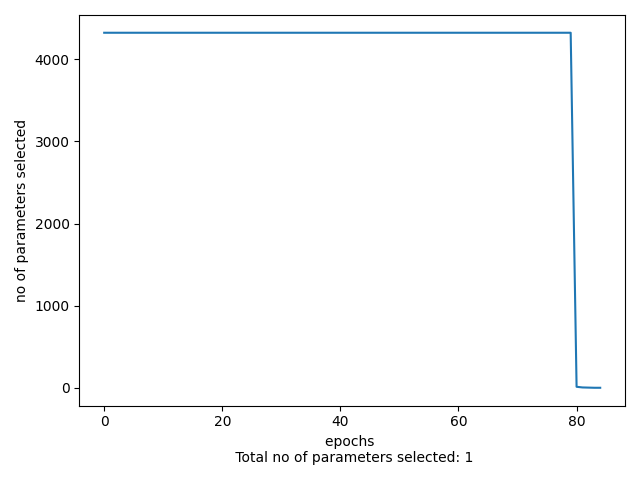 4000
3000
2000
1000
0
no of parameters selected
0 20 40 60 80
epochs
Total no of parameters selected: 1